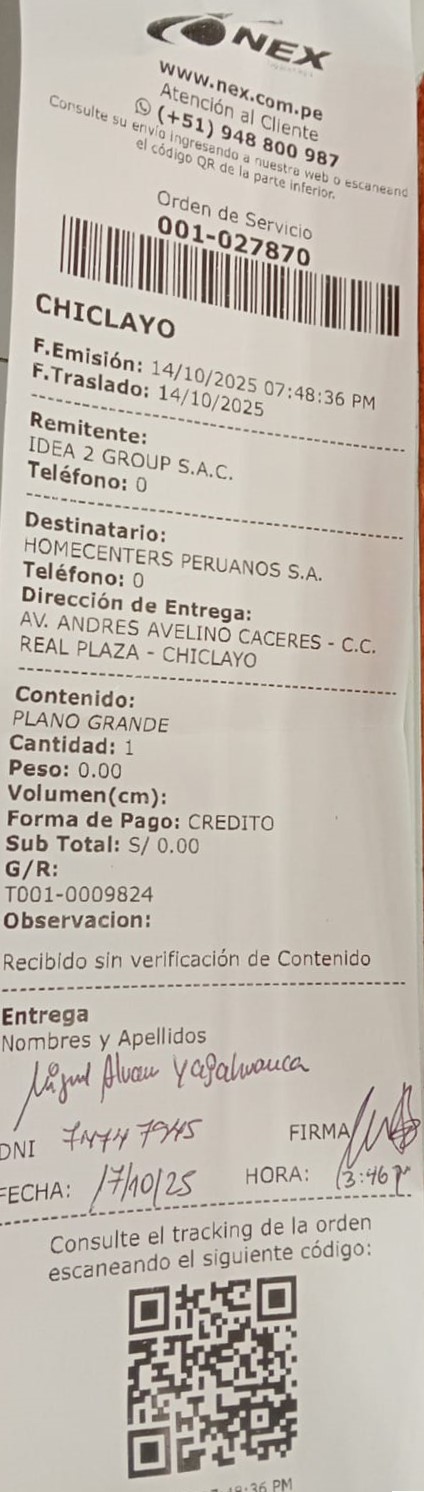 NEX
www.nex.com.pe
Atención al Cliente
(+51) 948 800 987
Consulte su envío ingresando a nuestra web o escaneand
el código QR de la parte inferior.
Orden de Servicio
001-027870
CHICLAYO
F.Emisión: 14/10/2025 07:48:36 PM
F.Traslado: 14/10/2025
Remitente:
IDEA 2 GROUP S.A.C.
Teléfono: 0
Destinatario:
HOMECENTERS PERUANOS S.A.
Teléfono: 0
Dirección de Entrega:
AV. ANDRES AVELINO CACERES - C.C.
REAL PLAZA - CHICLAYO
Contenido:
PLANO GRANDE
Cantidad: 1
Peso: 0.00
Volumen(cm):
Forma de Pago: CREDITO
Sub Total: S/ 0.00
G/R:
T001-0009824
Observacion:
Recibido sin verificación de Contenido
Entrega
Nombres y Apellidos
Miguel
DNI
FIRMA
FECHA: 17/10/25 HORA: 3:46 P
Consulte el tracking de la orden
escaneando el siguiente código:
:36 PM